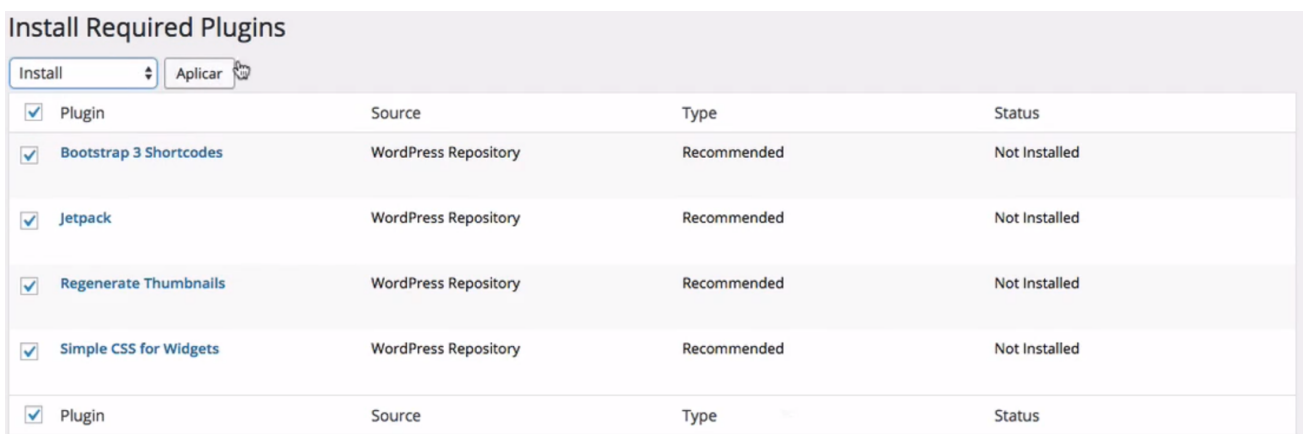 Install Required Plugins
Install Aplicar
Plugin Source Type Status
Bootstrap 3 Shortcodes WordPress Repository Recommended Not Installed
Jetpack WordPress Repository Recommended Not Installed
Regenerate Thumbnails WordPress Repository Recommended Not Installed
Simple CSS for Widgets WordPress Repository Recommended Not Installed
Plugin Source Type Status